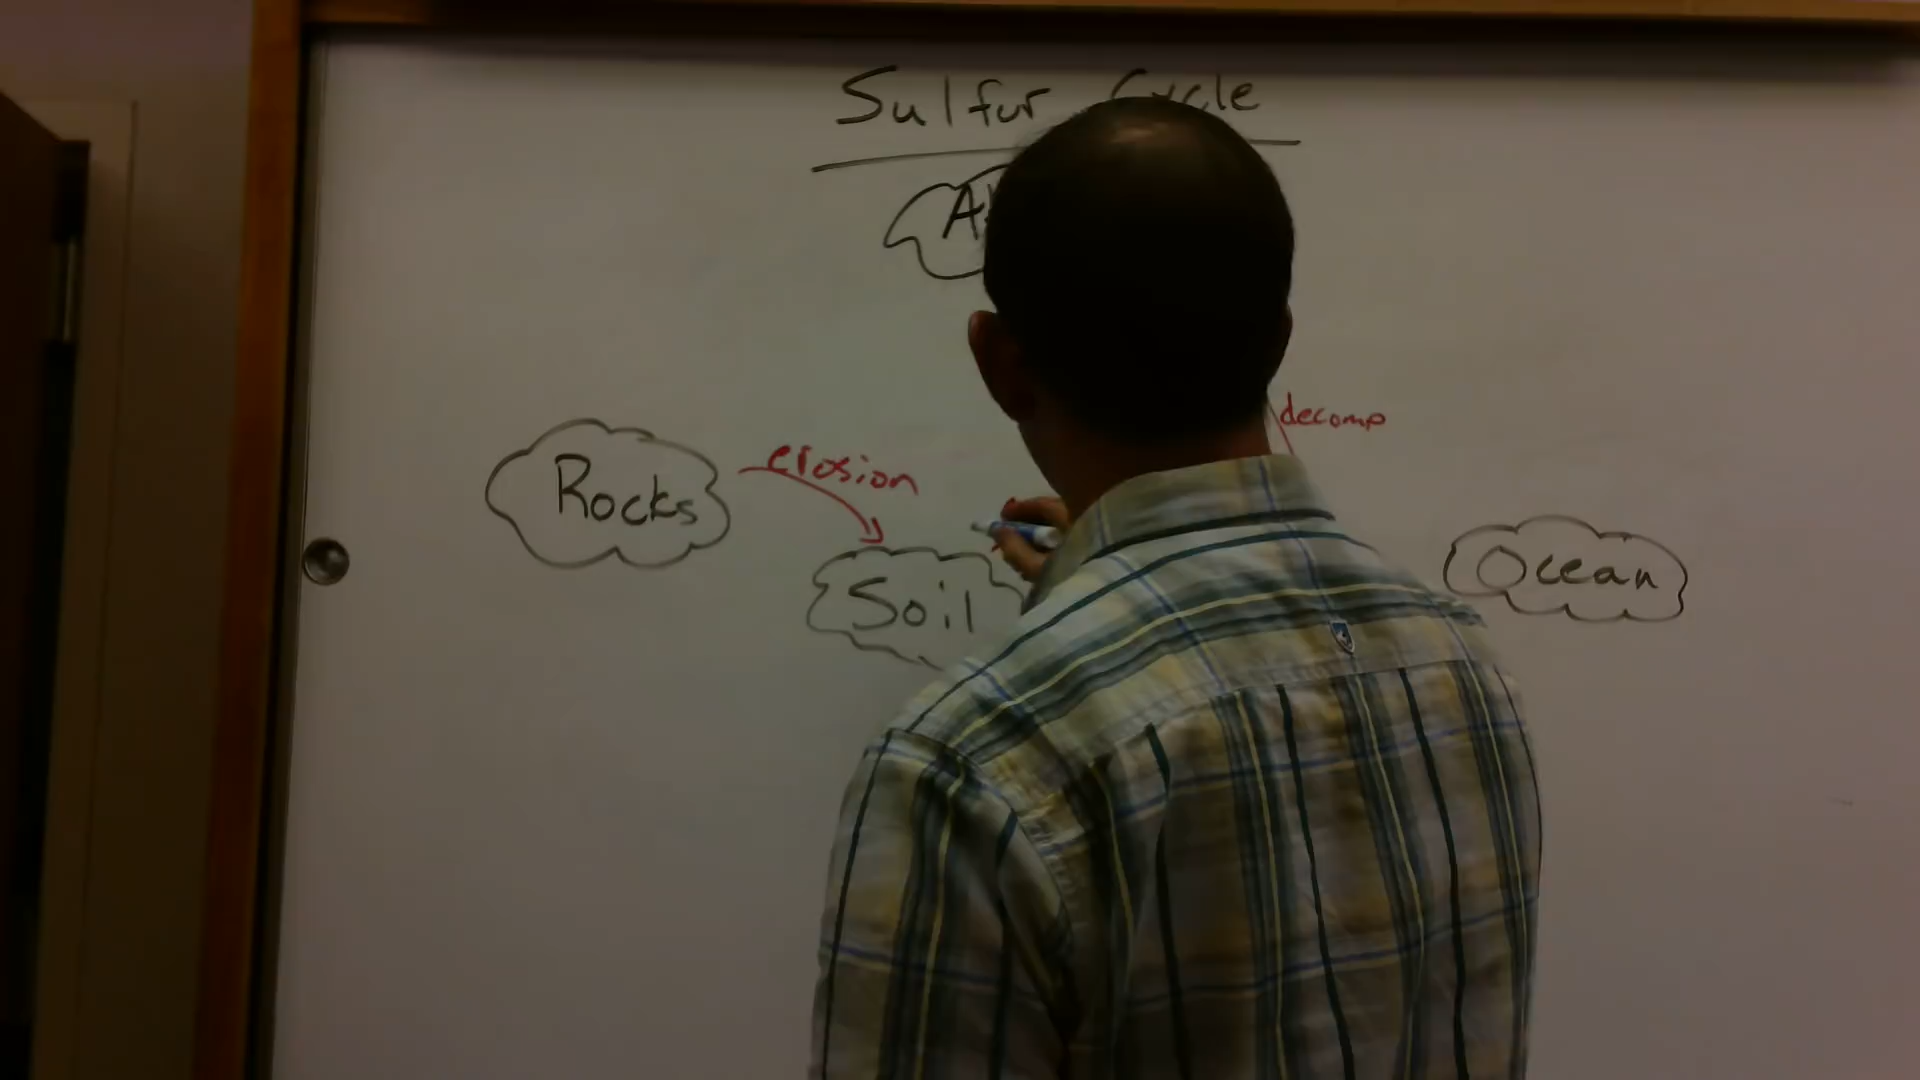 Sulfur Cycle
Rocks
erosion
decomp
Soil
Ocean